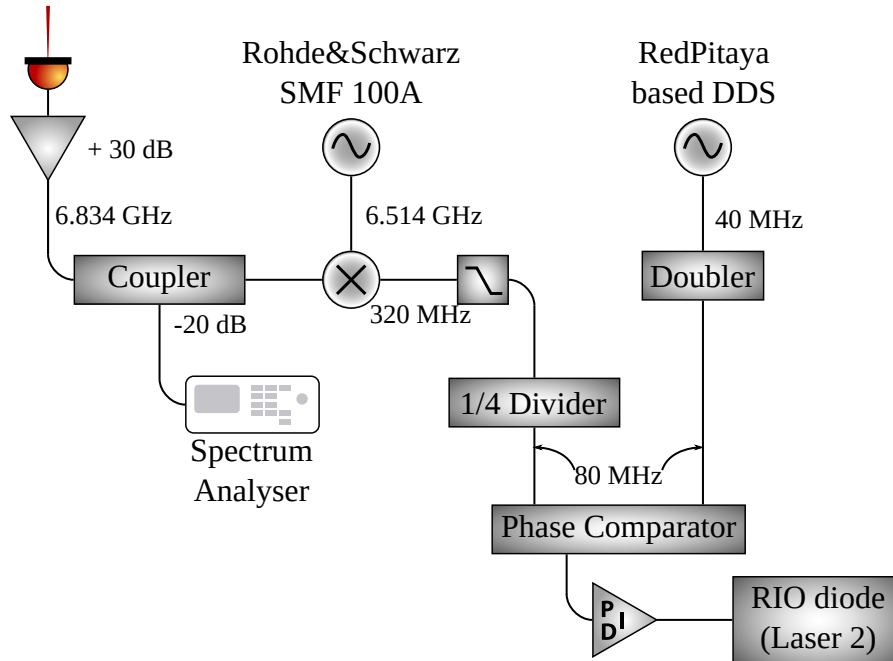 Rohde&Schwarz
SMF 100A
RedPitaya
based DDS
+ 30 dB
6.834 GHz
6.514 GHz
40 MHz
Coupler
Doubler
-20 dB
320 MHz
1/4 Divider
Spectrum
Analyser
80 MHz
Phase Comparator
P
I
D
RIO diode
(Laser 2)